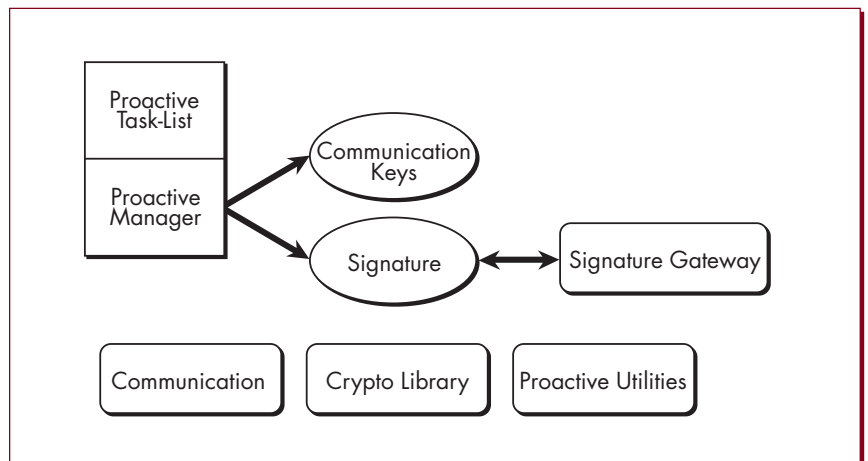 Proactive
Task-List
Proactive
Manager
Communication
Keys
Signature
Signature Gateway
Communication
Crypto Library
Proactive Utilities